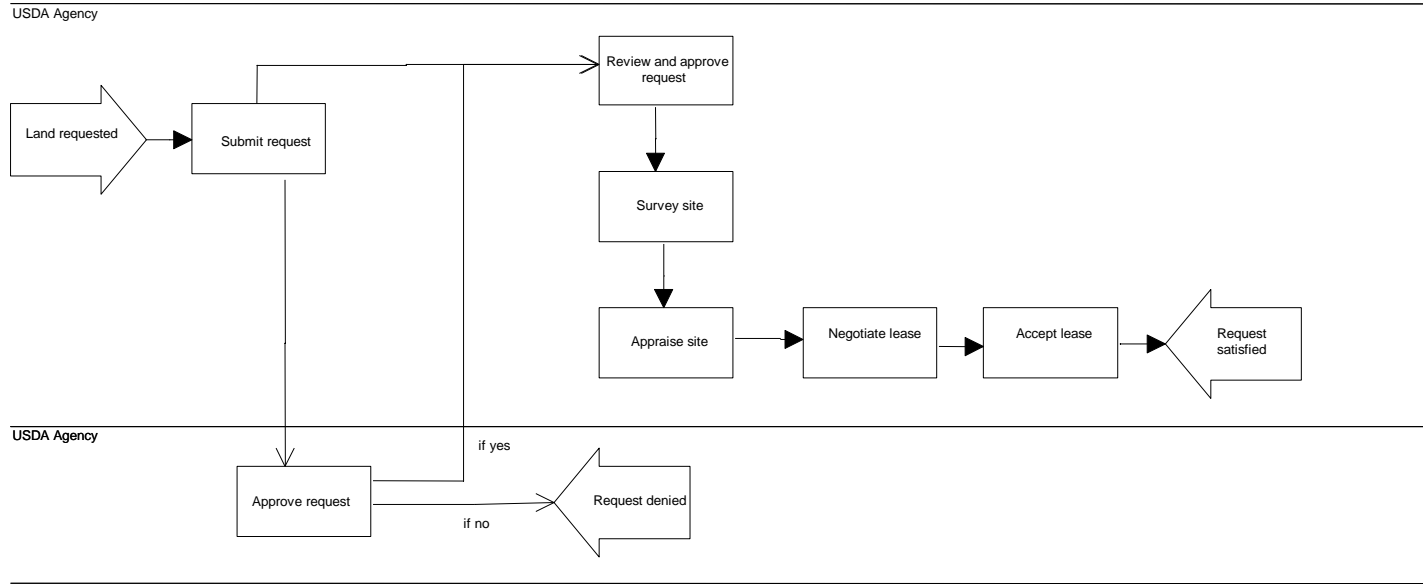 USDA Agency
Land requested
Submit request
Review and approve
request
Survey site
Appraise site
Negotiate lease
Accept lease
Request
satisfied
USDA Agency
if yes
Approve request
Request denied
if no